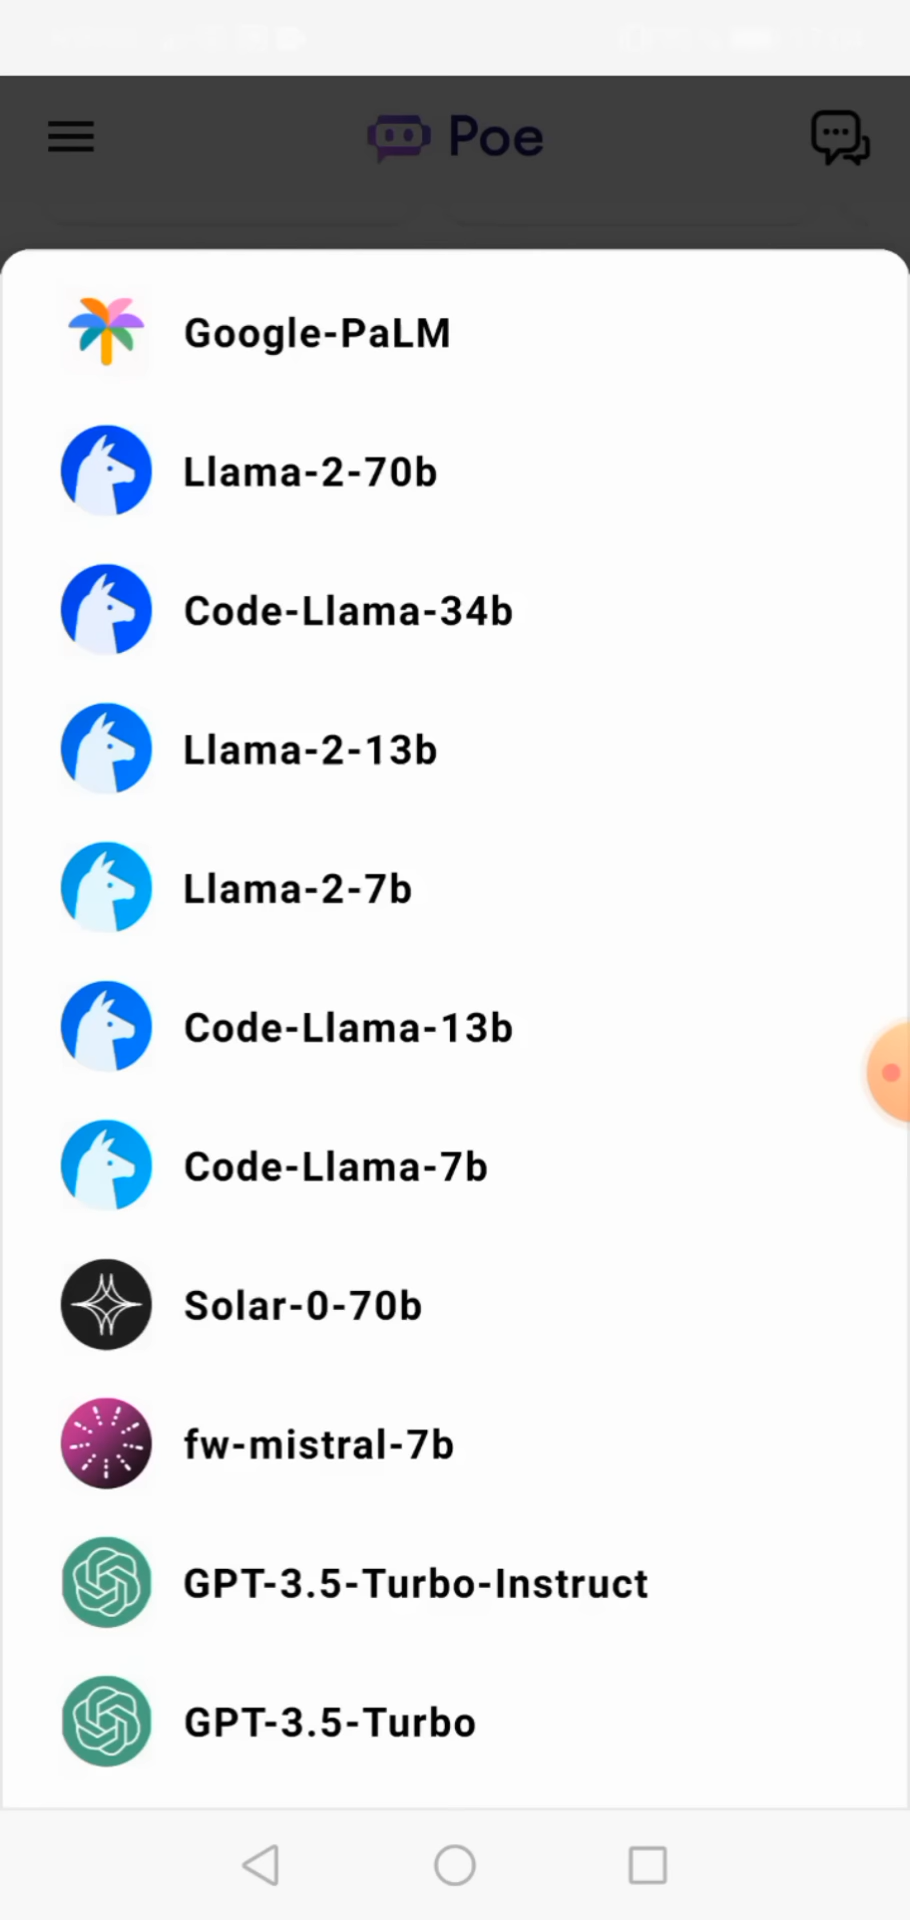 Poe
Google-PaLM
Llama-2-70b
Code-Llama-34b
Llama-2-13b
Llama-2-7b
Code-Llama-13b
Code-Llama-7b
Solar-0-70b
fw-mistral-7b
GPT-3.5-Turbo-Instruct
GPT-3.5-Turbo